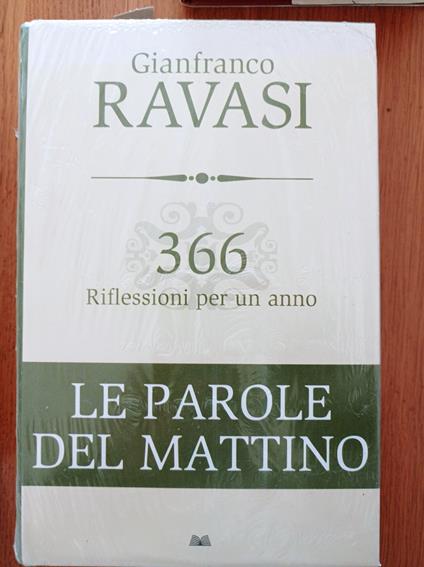 Gianfranco
RAVASI
366
Riflessioni per un anno
LE PAROLE
DEL MATTINO